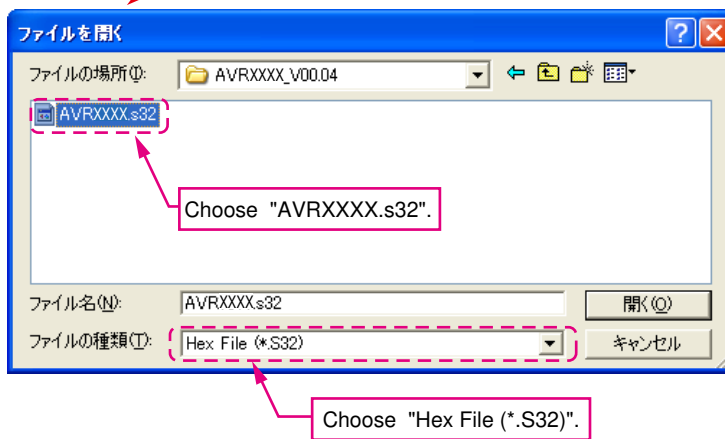 ファイルを開く
ファイルの場所(I):
AVRXXXX_V00.04
AVRXXXX.s32
Choose "AVRXXXX.s32".
ファイル名(N):
AVRXXXX.s32
開く(O)
ファイルの種類(T):
Hex File (*.S32)
キャンセル
Choose "Hex File (*.S32)".